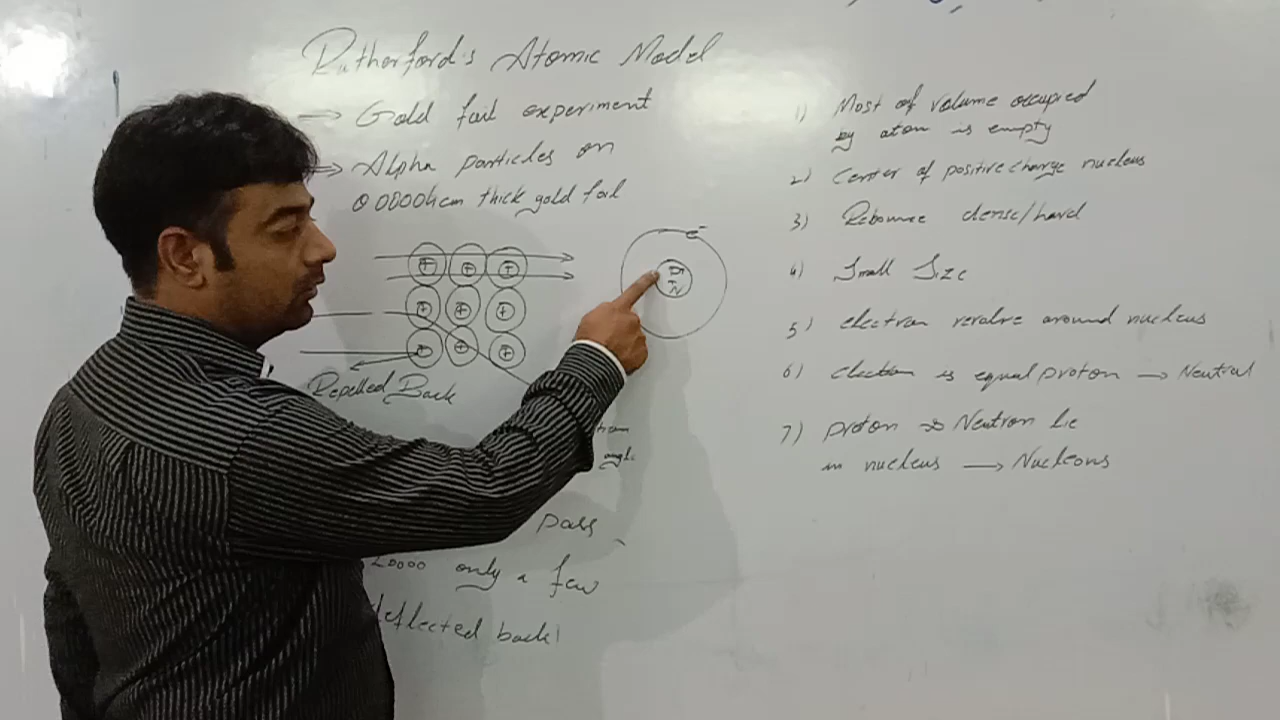 Rutherford's Atomic Model
→ Gold foil experiment
⇒ Alpha particles on
0.00004cm thick gold foil
+ + +
+ + +
+ + +
Repelled Back
angle
pass
20000 only a few
deflected back
e⁻
P+
N
1) Most of volume occupied
by atom is empty
2) Center of positive charge nucleus
3) Rebounce dense/hard
4) Small Size
5) electron revolve around nucleus
6) electron is equal proton → Neutral
7) proton & Neutron lie
in nucleus → Nucleons